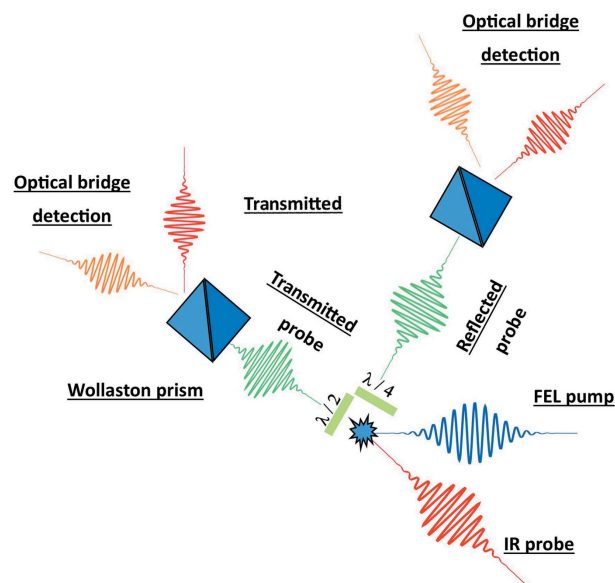 Optical bridge
detection
Optical bridge
detection
Transmitted
Transmitted
probe
Reflected
probe
Wollaston prism
λ/2
λ/4
FEL pump
IR probe